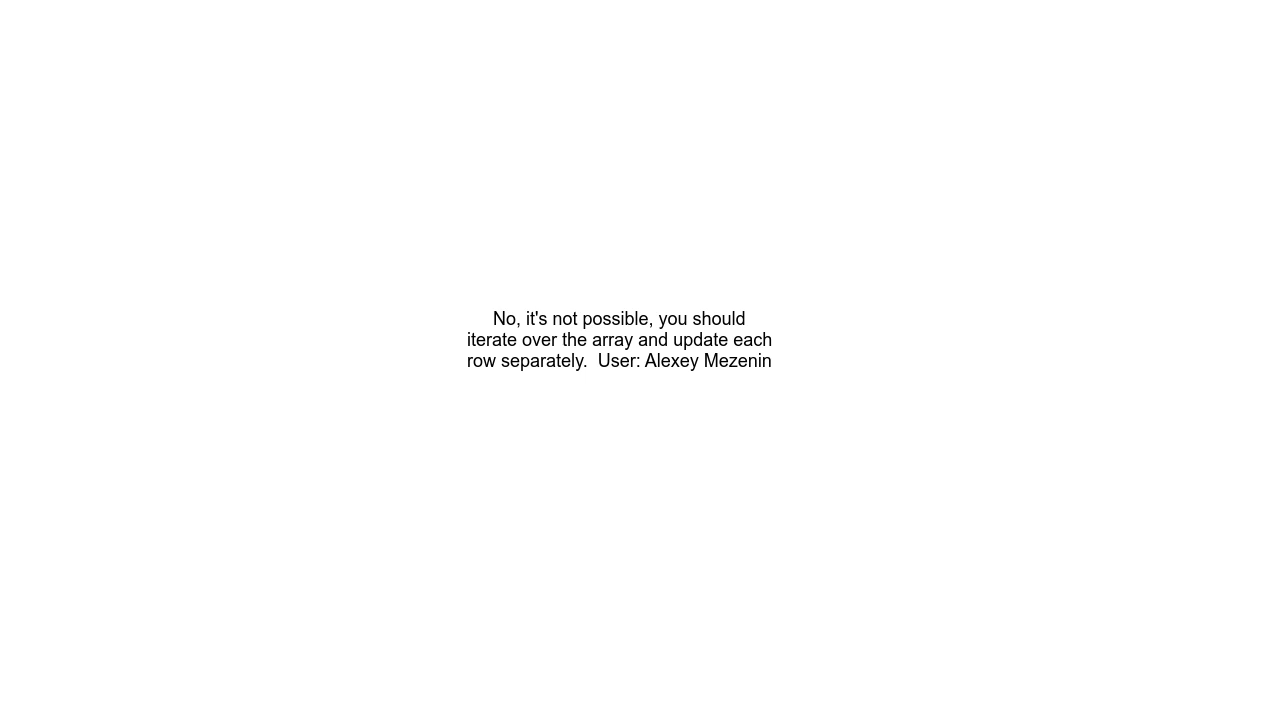 No, it's not possible, you should
iterate over the array and update each
row separately.  User: Alexey Mezenin